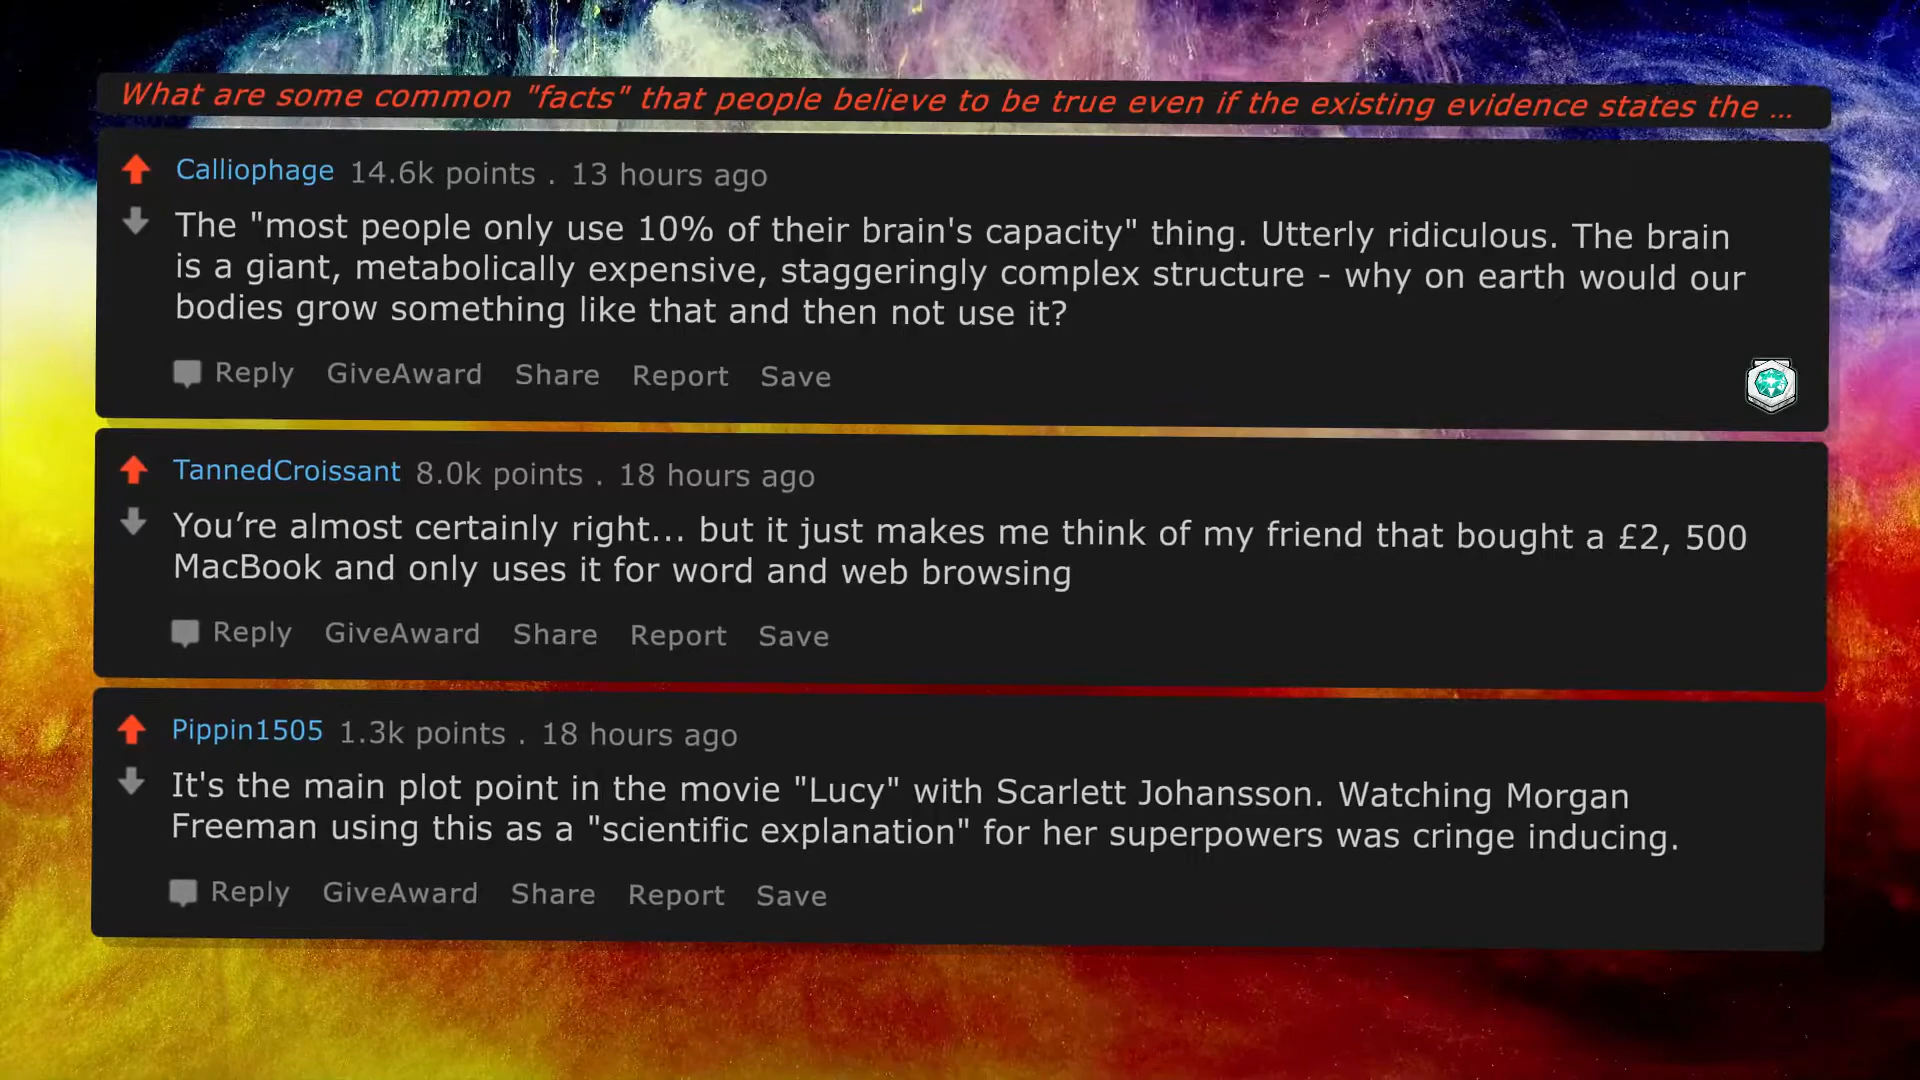 What are some common "facts" that people believe to be true even if the existing evidence states the ...
Calliophage 14.6k points . 13 hours ago
The "most people only use 10% of their brain's capacity" thing. Utterly ridiculous. The brain
is a giant, metabolically expensive, staggeringly complex structure - why on earth would our
bodies grow something like that and then not use it?
Reply GiveAward Share Report Save
TannedCroissant 8.0k points . 18 hours ago
You’re almost certainly right... but it just makes me think of my friend that bought a £2, 500
MacBook and only uses it for word and web browsing
Reply GiveAward Share Report Save
Pippin1505 1.3k points . 18 hours ago
It's the main plot point in the movie "Lucy" with Scarlett Johansson. Watching Morgan
Freeman using this as a "scientific explanation" for her superpowers was cringe inducing.
Reply GiveAward Share Report Save